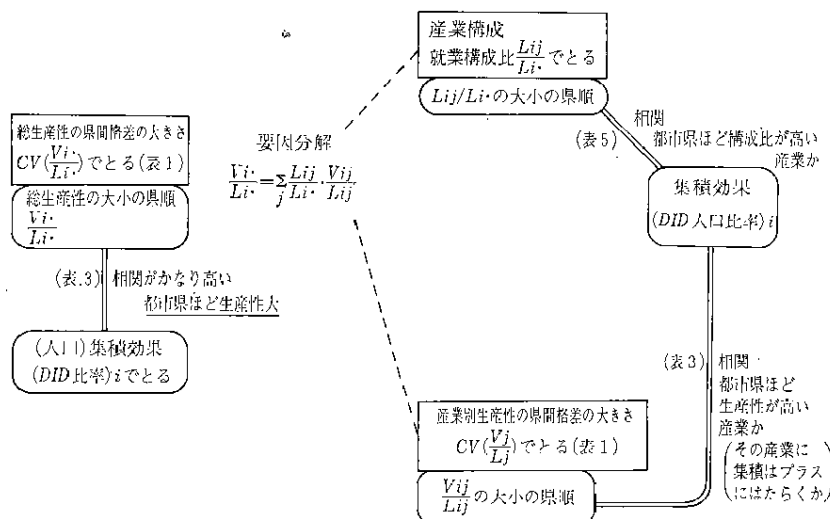 総生産性の県間格差の大きさ
CV(Vi・/Li・)でとる(表1)
総生産性の大小の県順
Vi・/Li・
(表.3) 相関がかなり高い
都市県ほど生産性大
(人口)集積効果
(DID比率)iでとる
要因分解
Vi・/Li・=Σj Lij/Li・・Vij/Lij
産業構成
就業構成比Lij/Li・でとる
Lij/Li・の大小の県順
(表5)
相関
都市県ほど構成比が高い
産業か
集積効果
(DID人口比率)i
(表3) 相関
都市県ほど
生産性が高い
産業か
(その産業に
集積はプラス
にはたらくか)
産業別生産性の県間格差の大きさ
CV(Vj/Lj)でとる(表1)
Vij/Lijの大小の県順